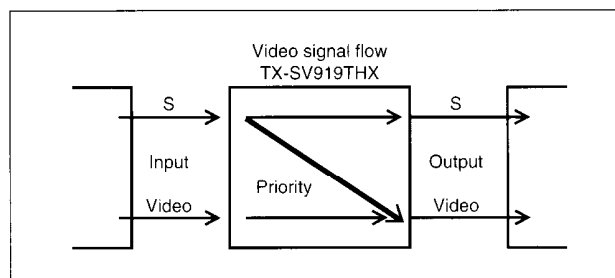 Video signal flow
TX-SV919THX
S
S
Input
Priority
Output
Video
Video